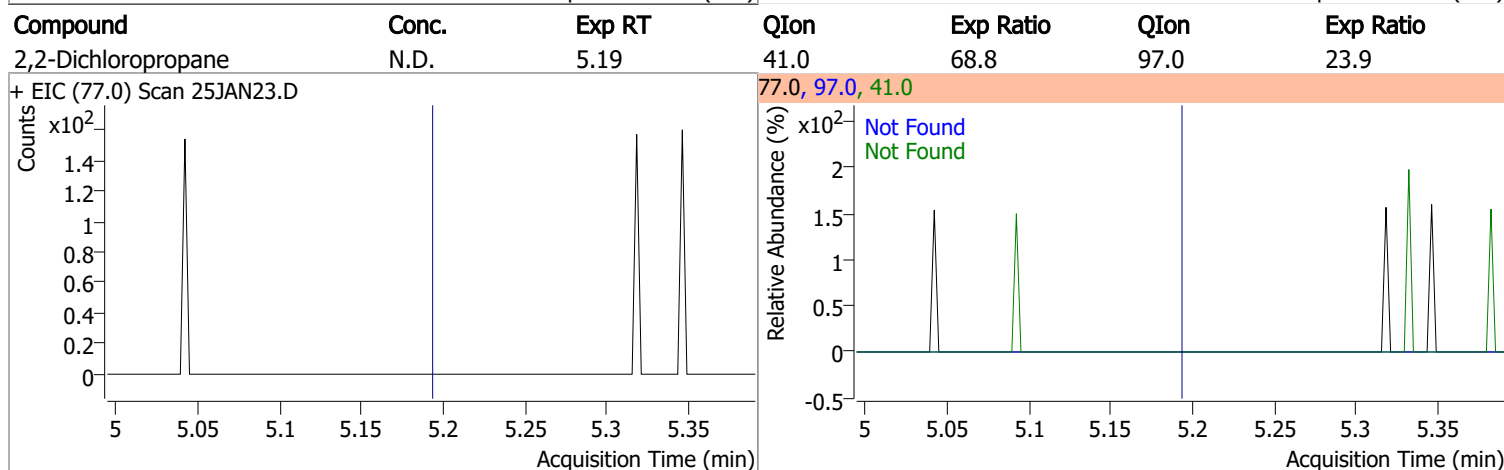 Compound Conc. Exp RT QIon Exp Ratio QIon Exp Ratio
2,2-Dichloropropane N.D. 5.19 41.0 68.8 97.0 23.9
+ EIC (77.0) Scan 25JAN23.D
Counts
x10²
1.4
1.2
1
0.8
0.6
0.4
0.2
0
5 5.05 5.1 5.15 5.2 5.25 5.3 5.35
Acquisition Time (min)
77.0, 97.0, 41.0
Relative Abundance (%)
x10²
Not Found
Not Found
2
1.5
1
0.5
0
-0.5
5 5.05 5.1 5.15 5.2 5.25 5.3 5.35
Acquisition Time (min)